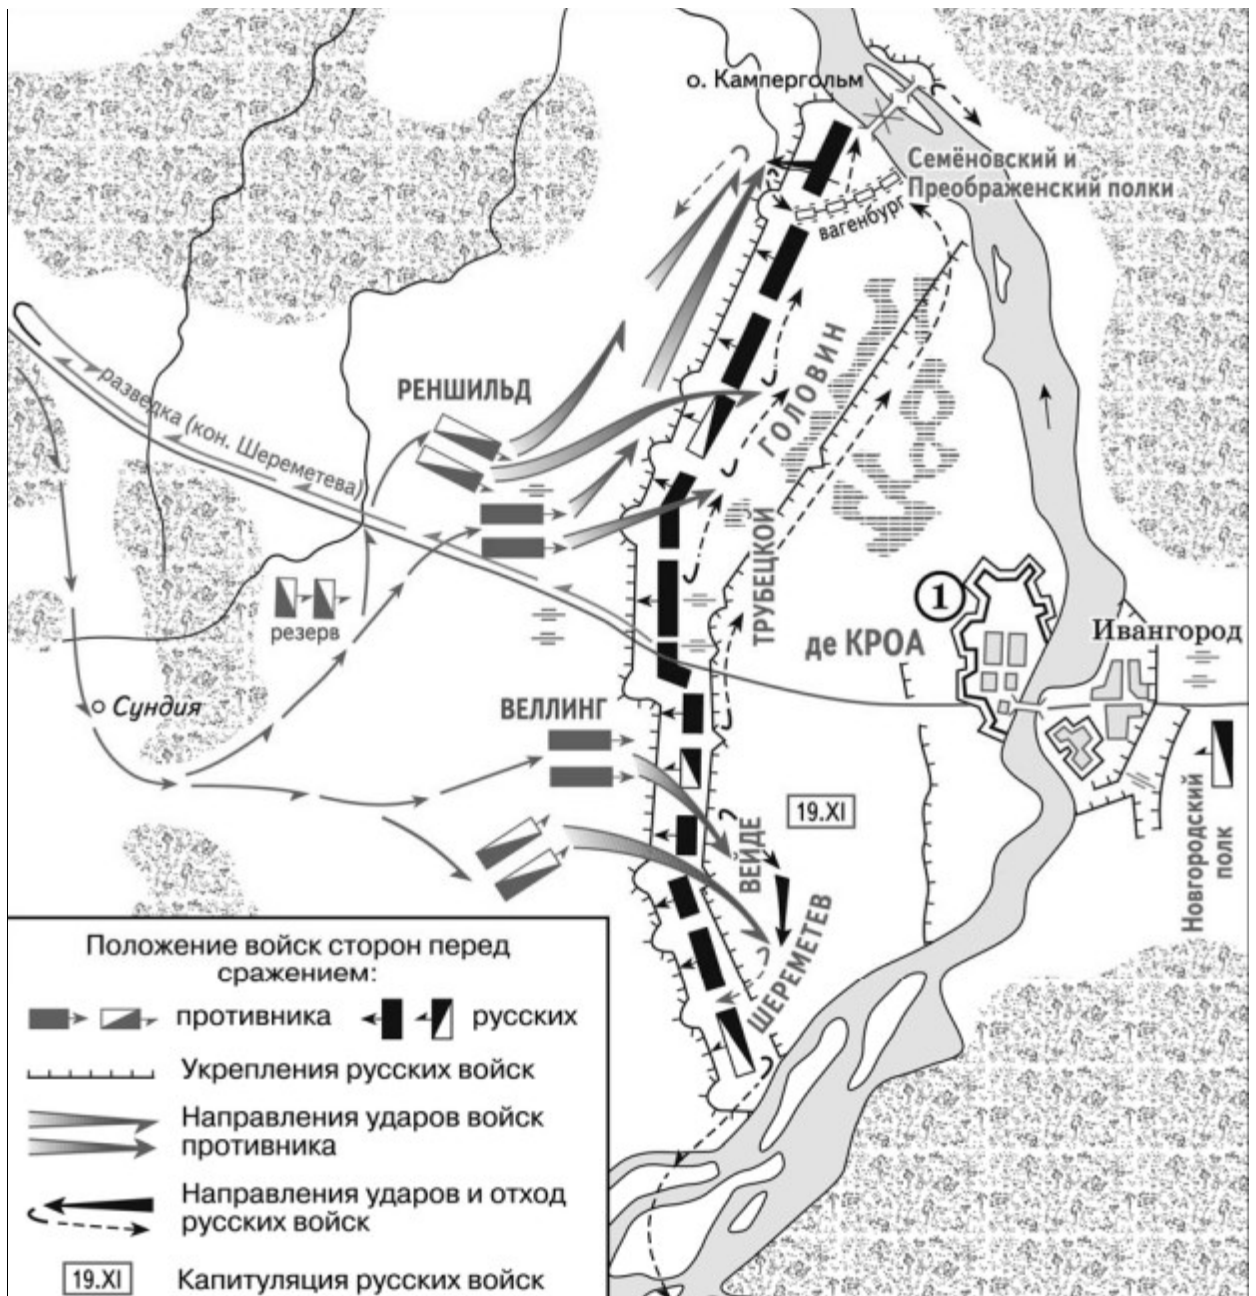 о. Кампергольм
Семёновский и
Преображенский полки
вагенбург
РЕНШИЛЬД
разведка (кон. Шереметева)
ГОЛОВИН
ТРУБЕЦКОЙ
резерв
1
Ивангород
де КРОА
Сундия
ВЕЛЛИНГ
19.XI
ВЕЙДЕ
ШЕРЕМЕТЕВ
Новгородский
полк
Положение войск сторон перед
сражением:
противника
русских
Укрепления русских войск
Направления ударов войск
противника
Направления ударов и отход
русских войск
19.XI
Капитуляция русских войск